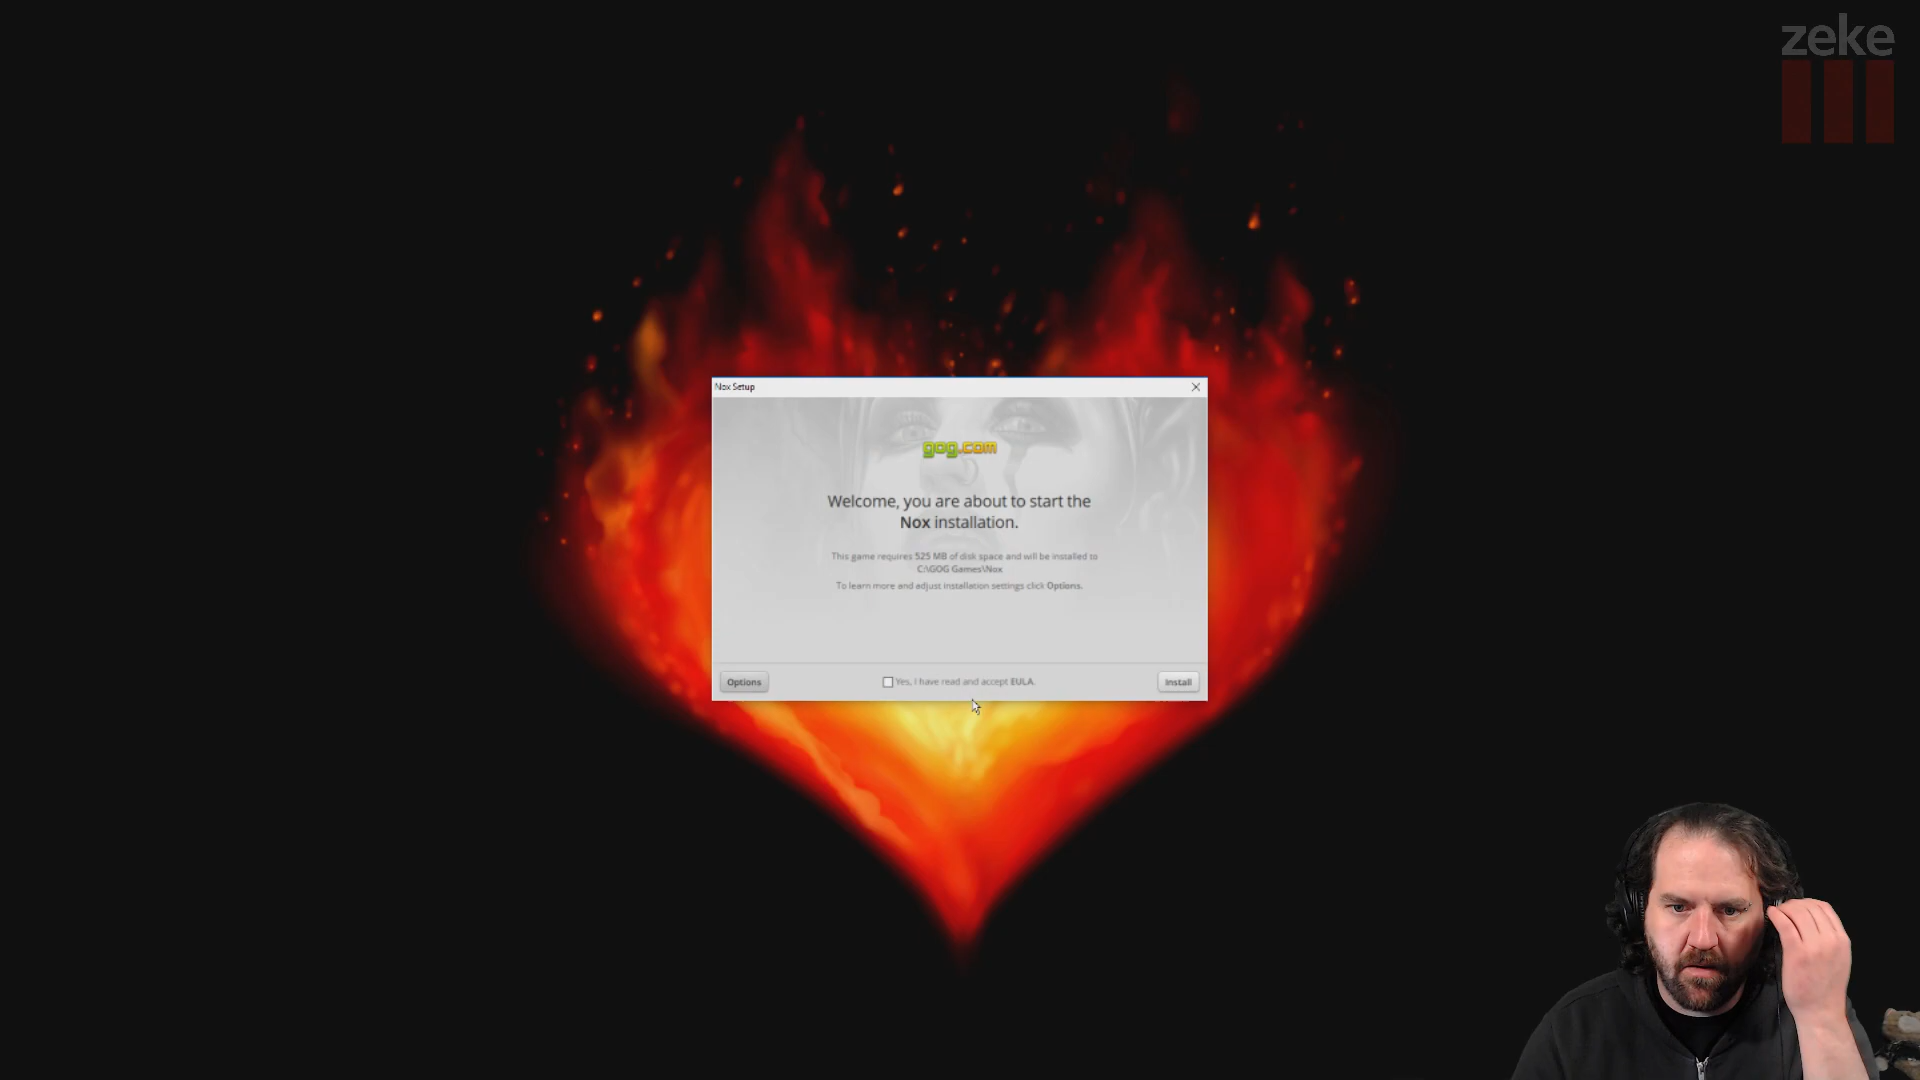 zeke
III
Nox Setup
gog.com
Welcome, you are about to start the
Nox installation.
This game requires 525 MB of disk space and will be installed to
C:\GOG Games\Nox
To learn more and adjust installation settings click Options.
Options
Yes, I have read and accept EULA.
Install